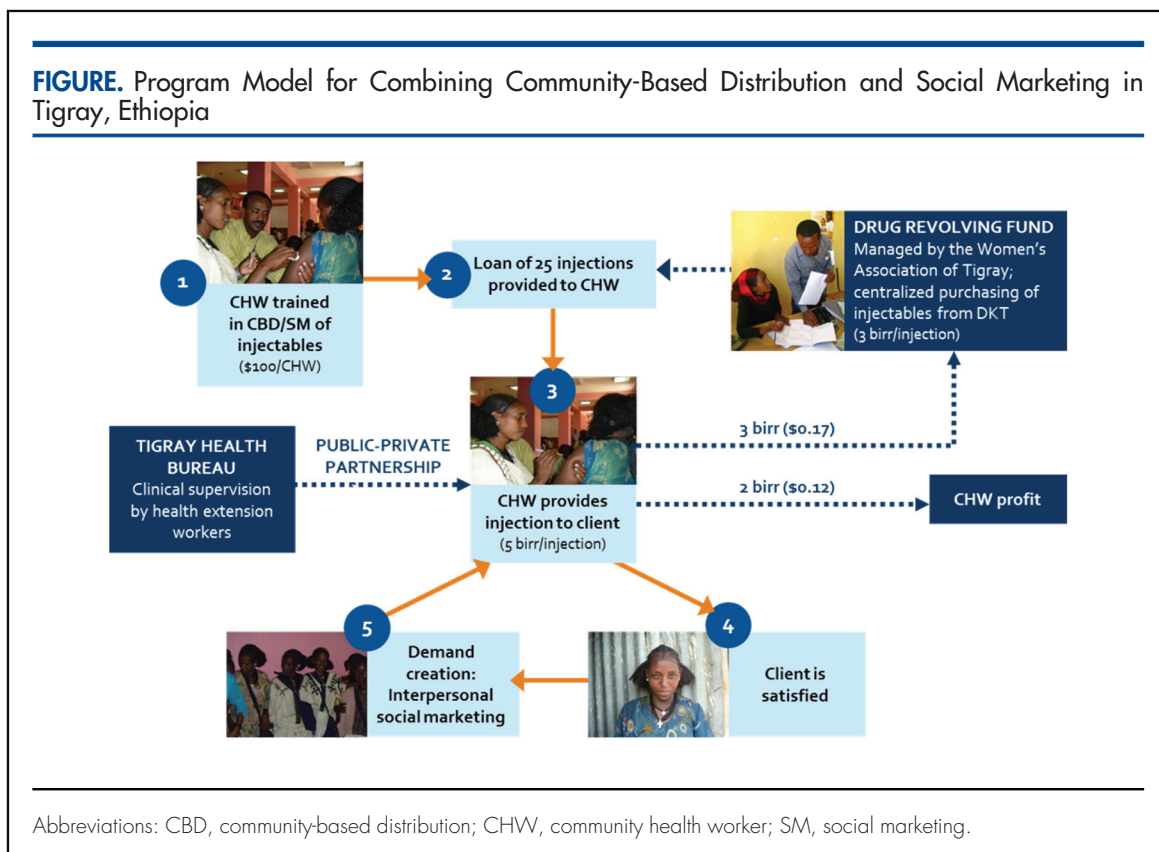 FIGURE. Program Model for Combining Community-Based Distribution and Social Marketing in
Tigray, Ethiopia
1
CHW trained
in CBD/SM of
injectables
($100/CHW)
2
Loan of 25 injections
provided to CHW
DRUG REVOLVING FUND
Managed by the Women's
Association of Tigray;
centralized purchasing of
injectables from DKT
(3 birr/injection)
3
CHW provides
injection to client
(5 birr/injection)
TIGRAY HEALTH
BUREAU
Clinical supervision
by health extension
workers
PUBLIC-PRIVATE
PARTNERSHIP
3 birr ($0.17)
2 birr ($0.12)
CHW profit
4
Client is
satisfied
5
Demand
creation:
Interpersonal
social marketing
Abbreviations: CBD, community-based distribution; CHW, community health worker; SM, social marketing.